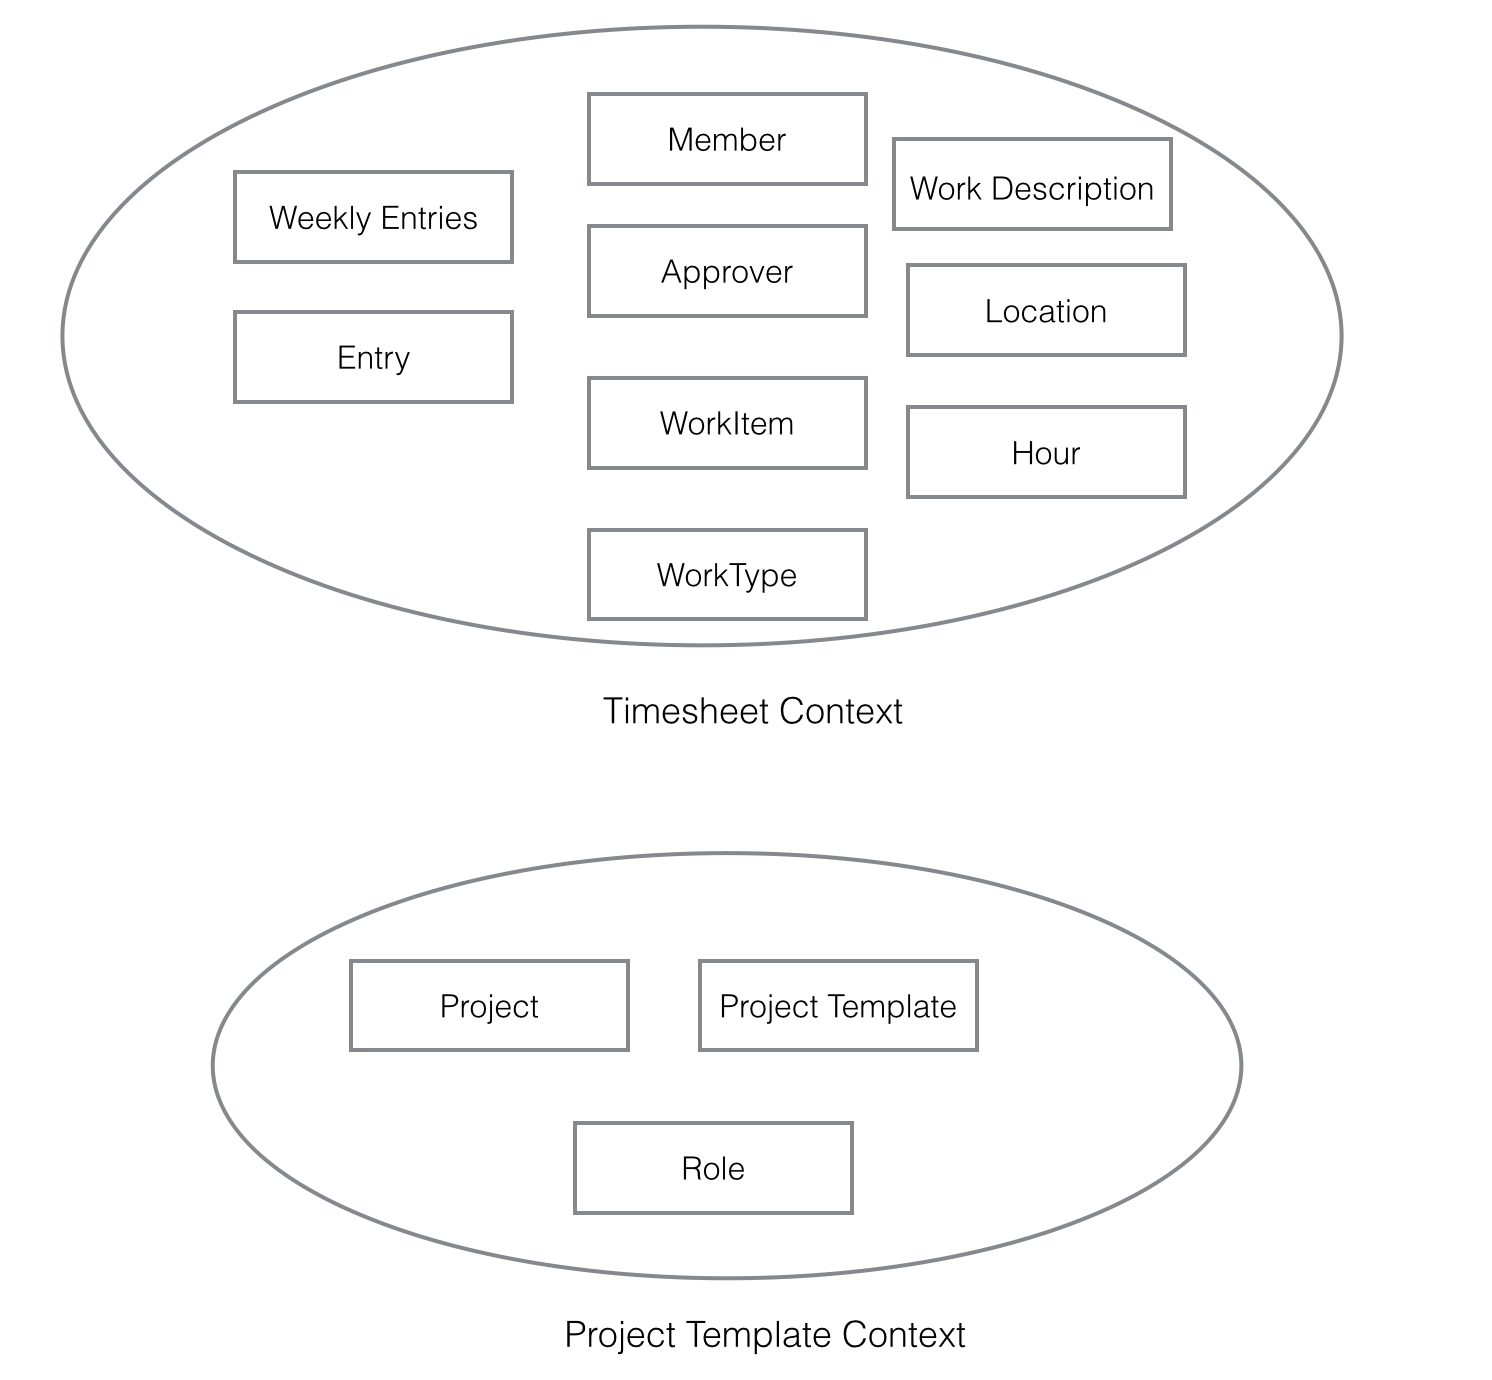 Member
Work Description
Weekly Entries
Approver
Location
Entry
WorkItem
Hour
WorkType
Timesheet Context
Project
Project Template
Role
Project Template Context